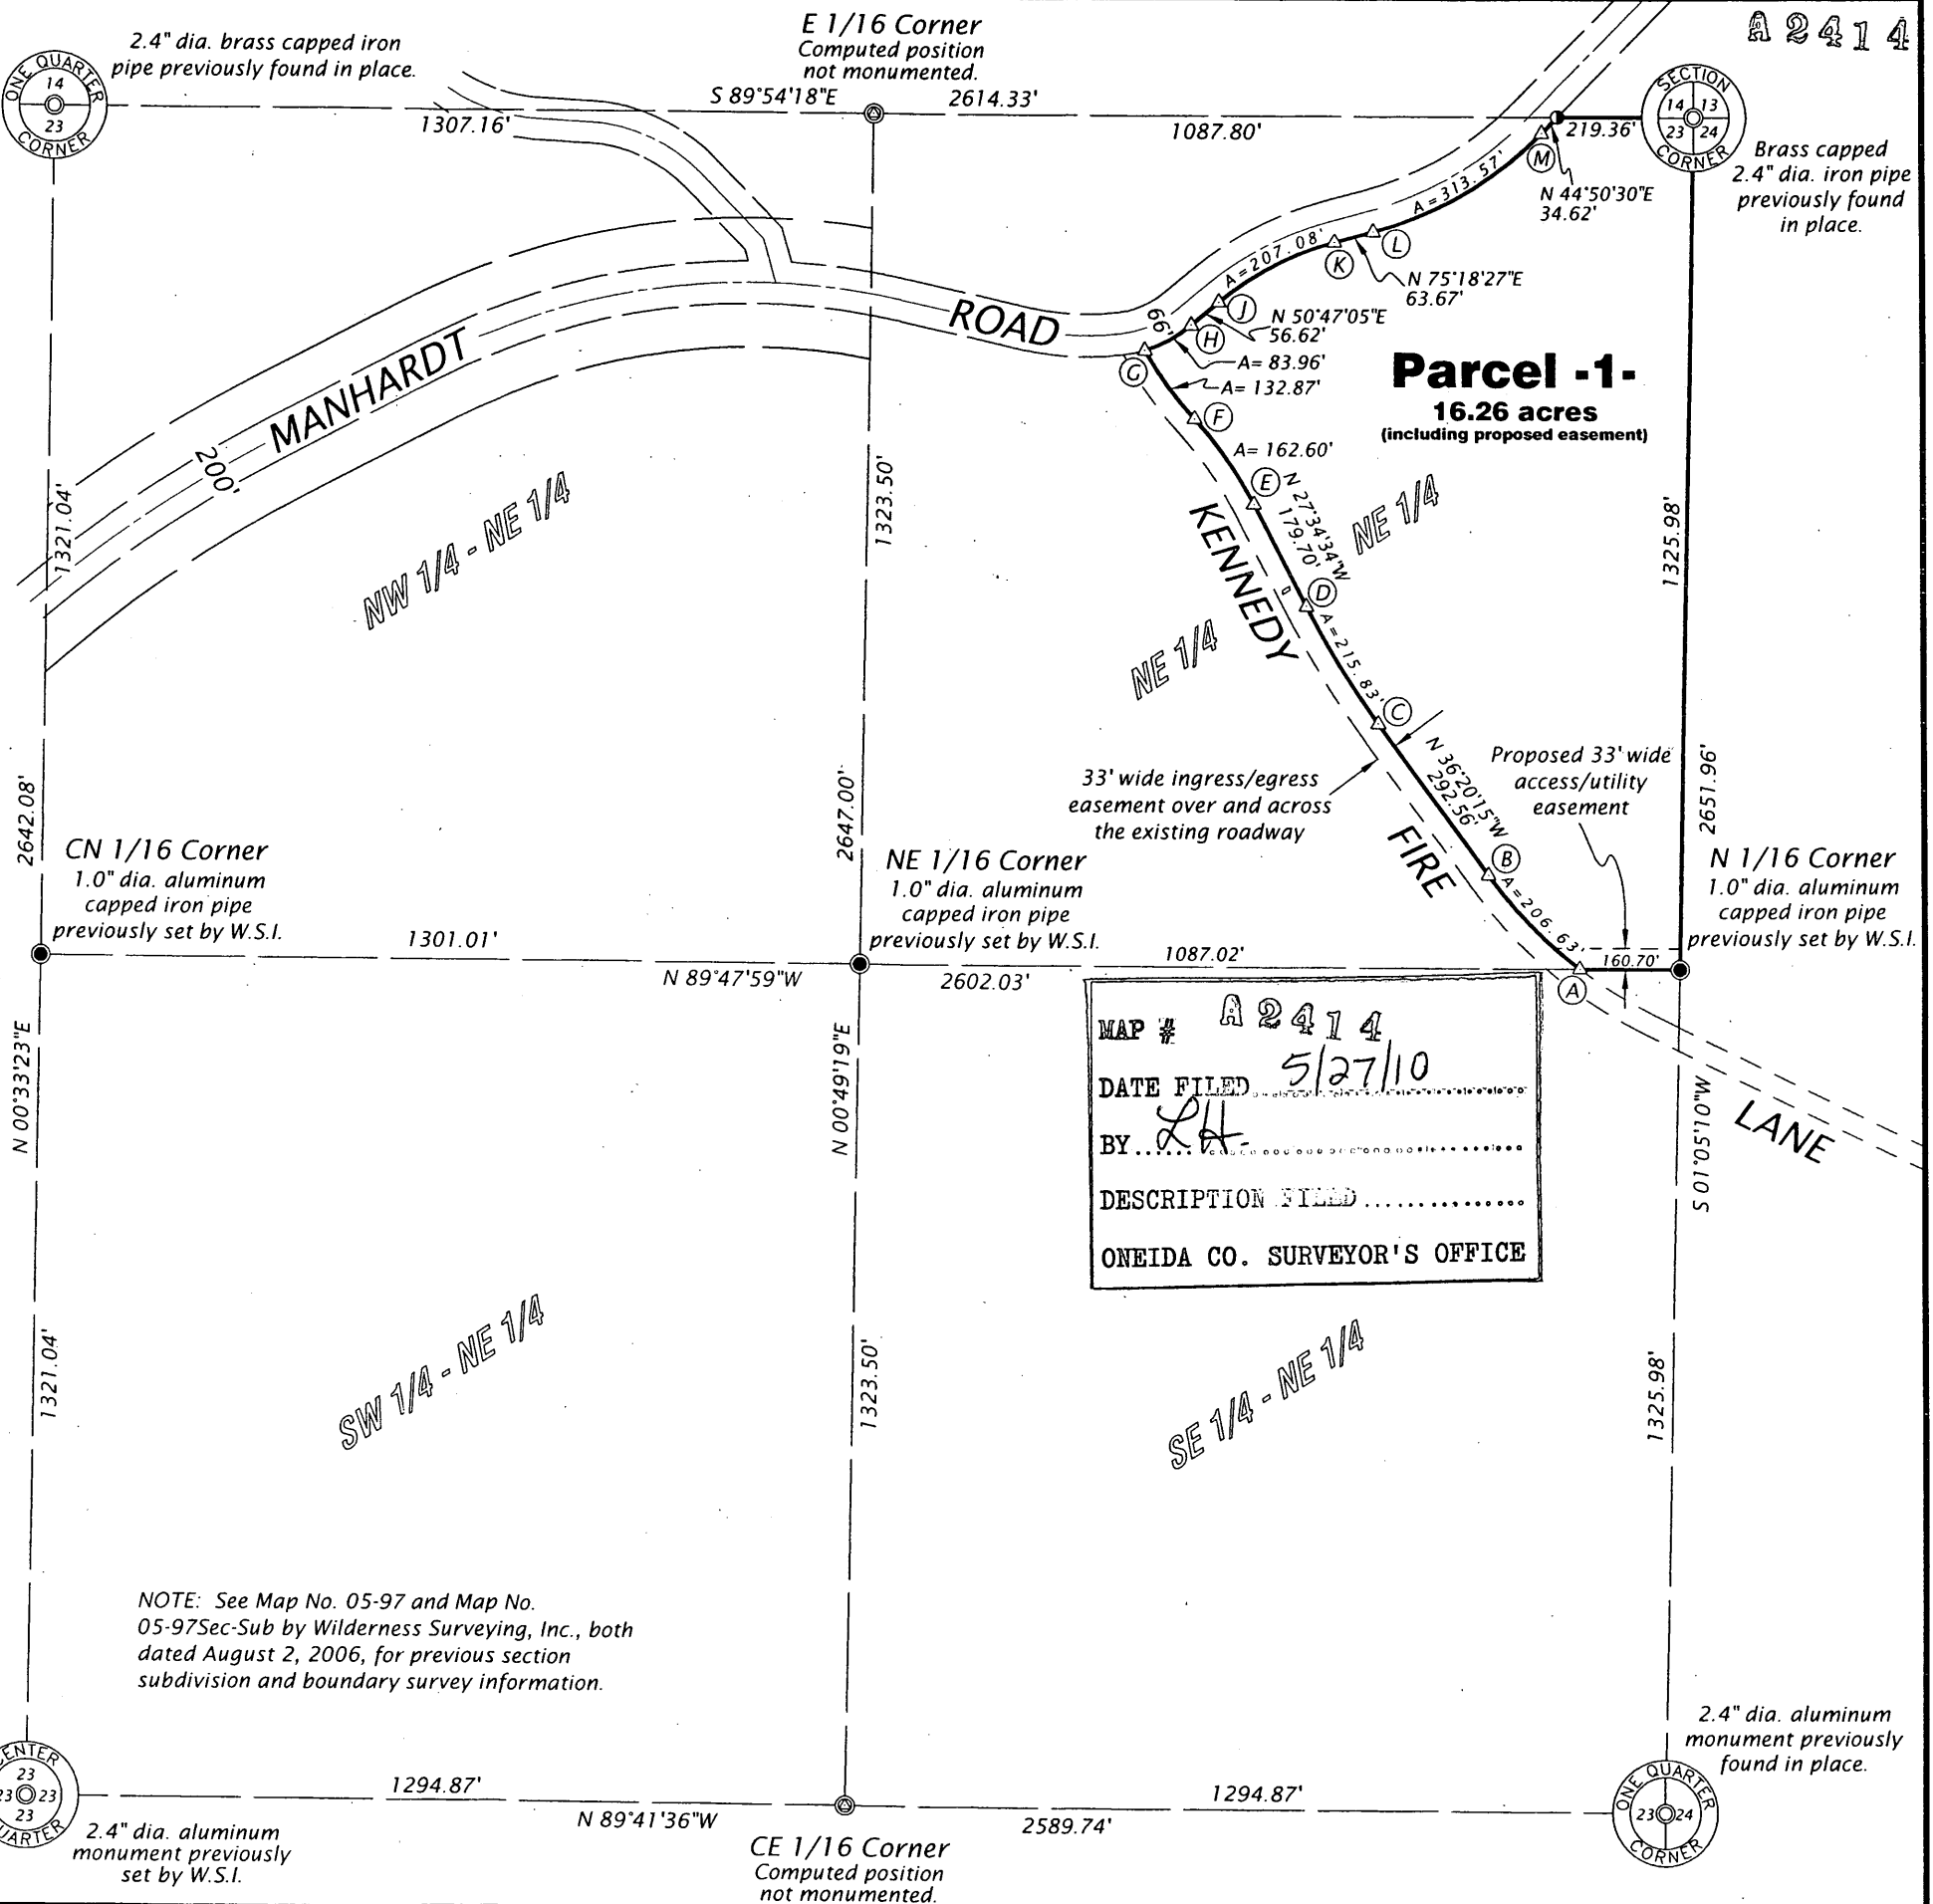 A 2 4 1 4
2.4" dia. brass capped iron
pipe previously found in place.
E 1/16 Corner
Computed position
not monumented.
ONE QUARTER
14
23
CORNER
S 89°54'18"E
2614.33'
1307.16'
1087.80'
219.36'
SECTION
14 13
23 24
CORNER
Brass capped
2.4" dia. iron pipe
previously found
in place.
M
N 44°50'30"E
34.62'
A=313.57'
L
K
A=207.08'
N 75°18'27"E
63.67'
J
N 50°47'05"E
56.62'
H
66'
A= 83.96'
G
A= 132.87'
F
MANHARDT
ROAD
200'
Parcel -1-
16.26 acres
(including proposed easement)
A= 162.60'
E
N 27°34'34"W
179.70'
1321.04'
1323.50'
1325.98'
NW 1/4 - NE 1/4
NE 1/4
NE 1/4
KENNEDY
D
A=215.83'
C
N 36°20'15"W
292.56'
33' wide ingress/egress
easement over and across
the existing roadway
Proposed 33' wide
access/utility
easement
2642.08'
2647.00'
2651.96'
FIRE
B
A=206.63'
CN 1/16 Corner
1.0" dia. aluminum
capped iron pipe
previously set by W.S.I.
NE 1/16 Corner
1.0" dia. aluminum
capped iron pipe
previously set by W.S.I.
N 1/16 Corner
1.0" dia. aluminum
capped iron pipe
previously set by W.S.I.
1301.01'
N 89°47'59"W
2602.03'
1087.02'
160.70'
A
N 00°33'23"E
N 00°49'19"E
S 01°05'10"W
LANE
MAP # A 2 4 1 4
DATE FILED 5/27/10
BY LH
DESCRIPTION FILED
ONEIDA CO. SURVEYOR'S OFFICE
1321.04'
1323.50'
1325.98'
SW 1/4 - NE 1/4
SE 1/4 - NE 1/4
NOTE: See Map No. 05-97 and Map No.
05-97Sec-Sub by Wilderness Surveying, Inc., both
dated August 2, 2006, for previous section
subdivision and boundary survey information.
CENTER
23
23 23
23
QUARTER
1294.87'
N 89°41'36"W
2589.74'
1294.87'
2.4" dia. aluminum
monument previously
set by W.S.I.
CE 1/16 Corner
Computed position
not monumented.
ONE QUARTER
23 24
CORNER
2.4" dia. aluminum
monument previously
found in place.